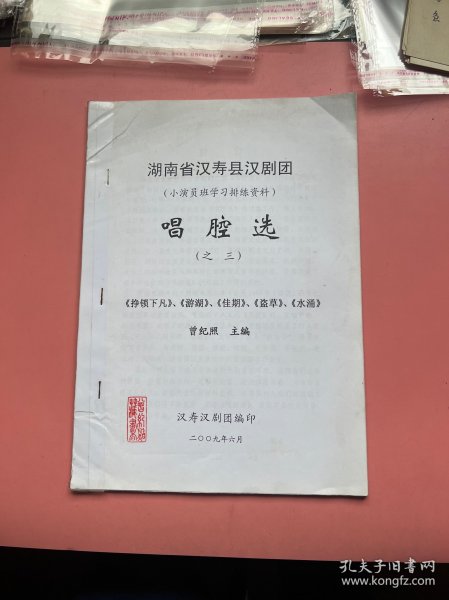 湖南省汉寿县汉剧团
（小演员班学习排练资料）
唱腔选
（之三）
《挣锁下凡》、《游湖》、《佳期》、《盗草》、《水涌》
曾纪照 主编
汉寿汉剧团编印
二〇〇九年六月
孔夫子旧书网
www.kongfz.com